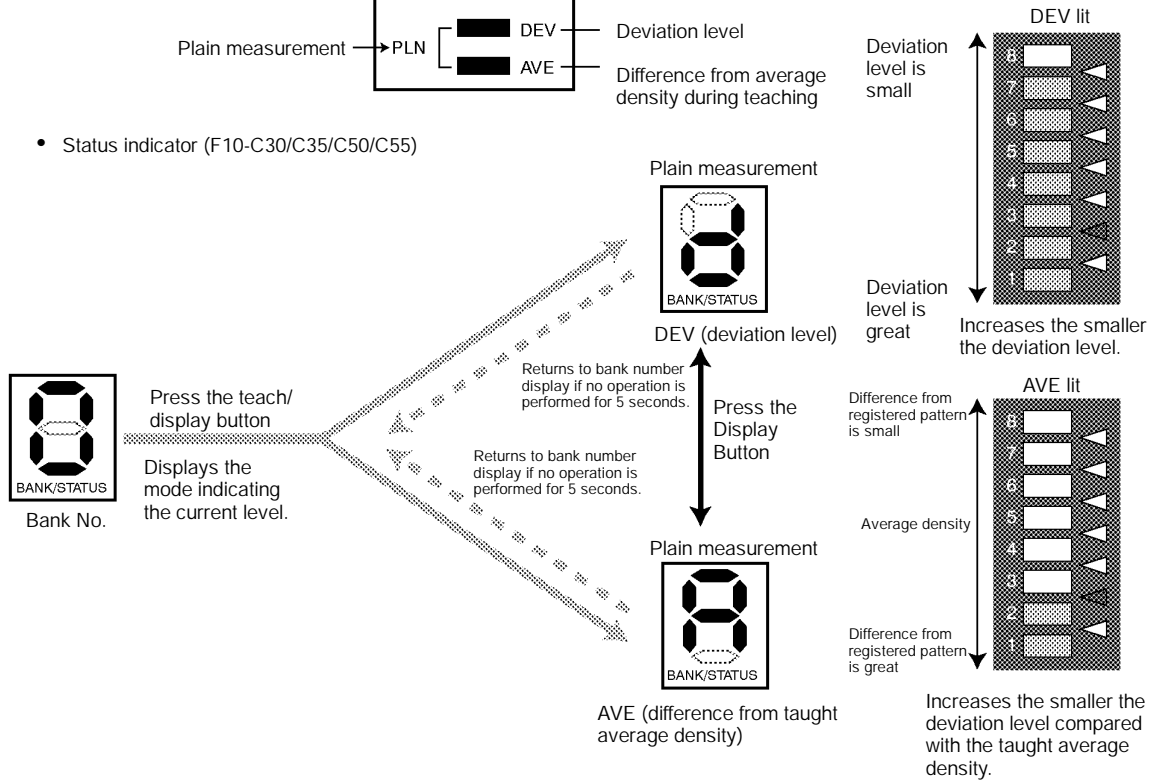 Plain measurement
PLN
DEV
Deviation level
AVE
Difference from average
density during teaching
• Status indicator (F10-C30/C35/C50/C55)
BANK/STATUS
Bank No.
Press the teach/
display button
Displays the
mode indicating
the current level.
Plain measurement
BANK/STATUS
DEV (deviation level)
Returns to bank number
display if no operation is
performed for 5 seconds.
Press the
Display
Button
Returns to bank number
display if no operation is
performed for 5 seconds.
Plain measurement
BANK/STATUS
AVE (difference from taught
average density)
DEV lit
Deviation
level is
small
8
7
6
5
4
3
2
1
Deviation
level is
great
Increases the smaller
the deviation level.
AVE lit
Difference from
registered pattern
is small
8
7
6
5
4
3
2
1
Average density
Difference from
registered pattern
is great
Increases the smaller the
deviation level compared
with the taught average
density.